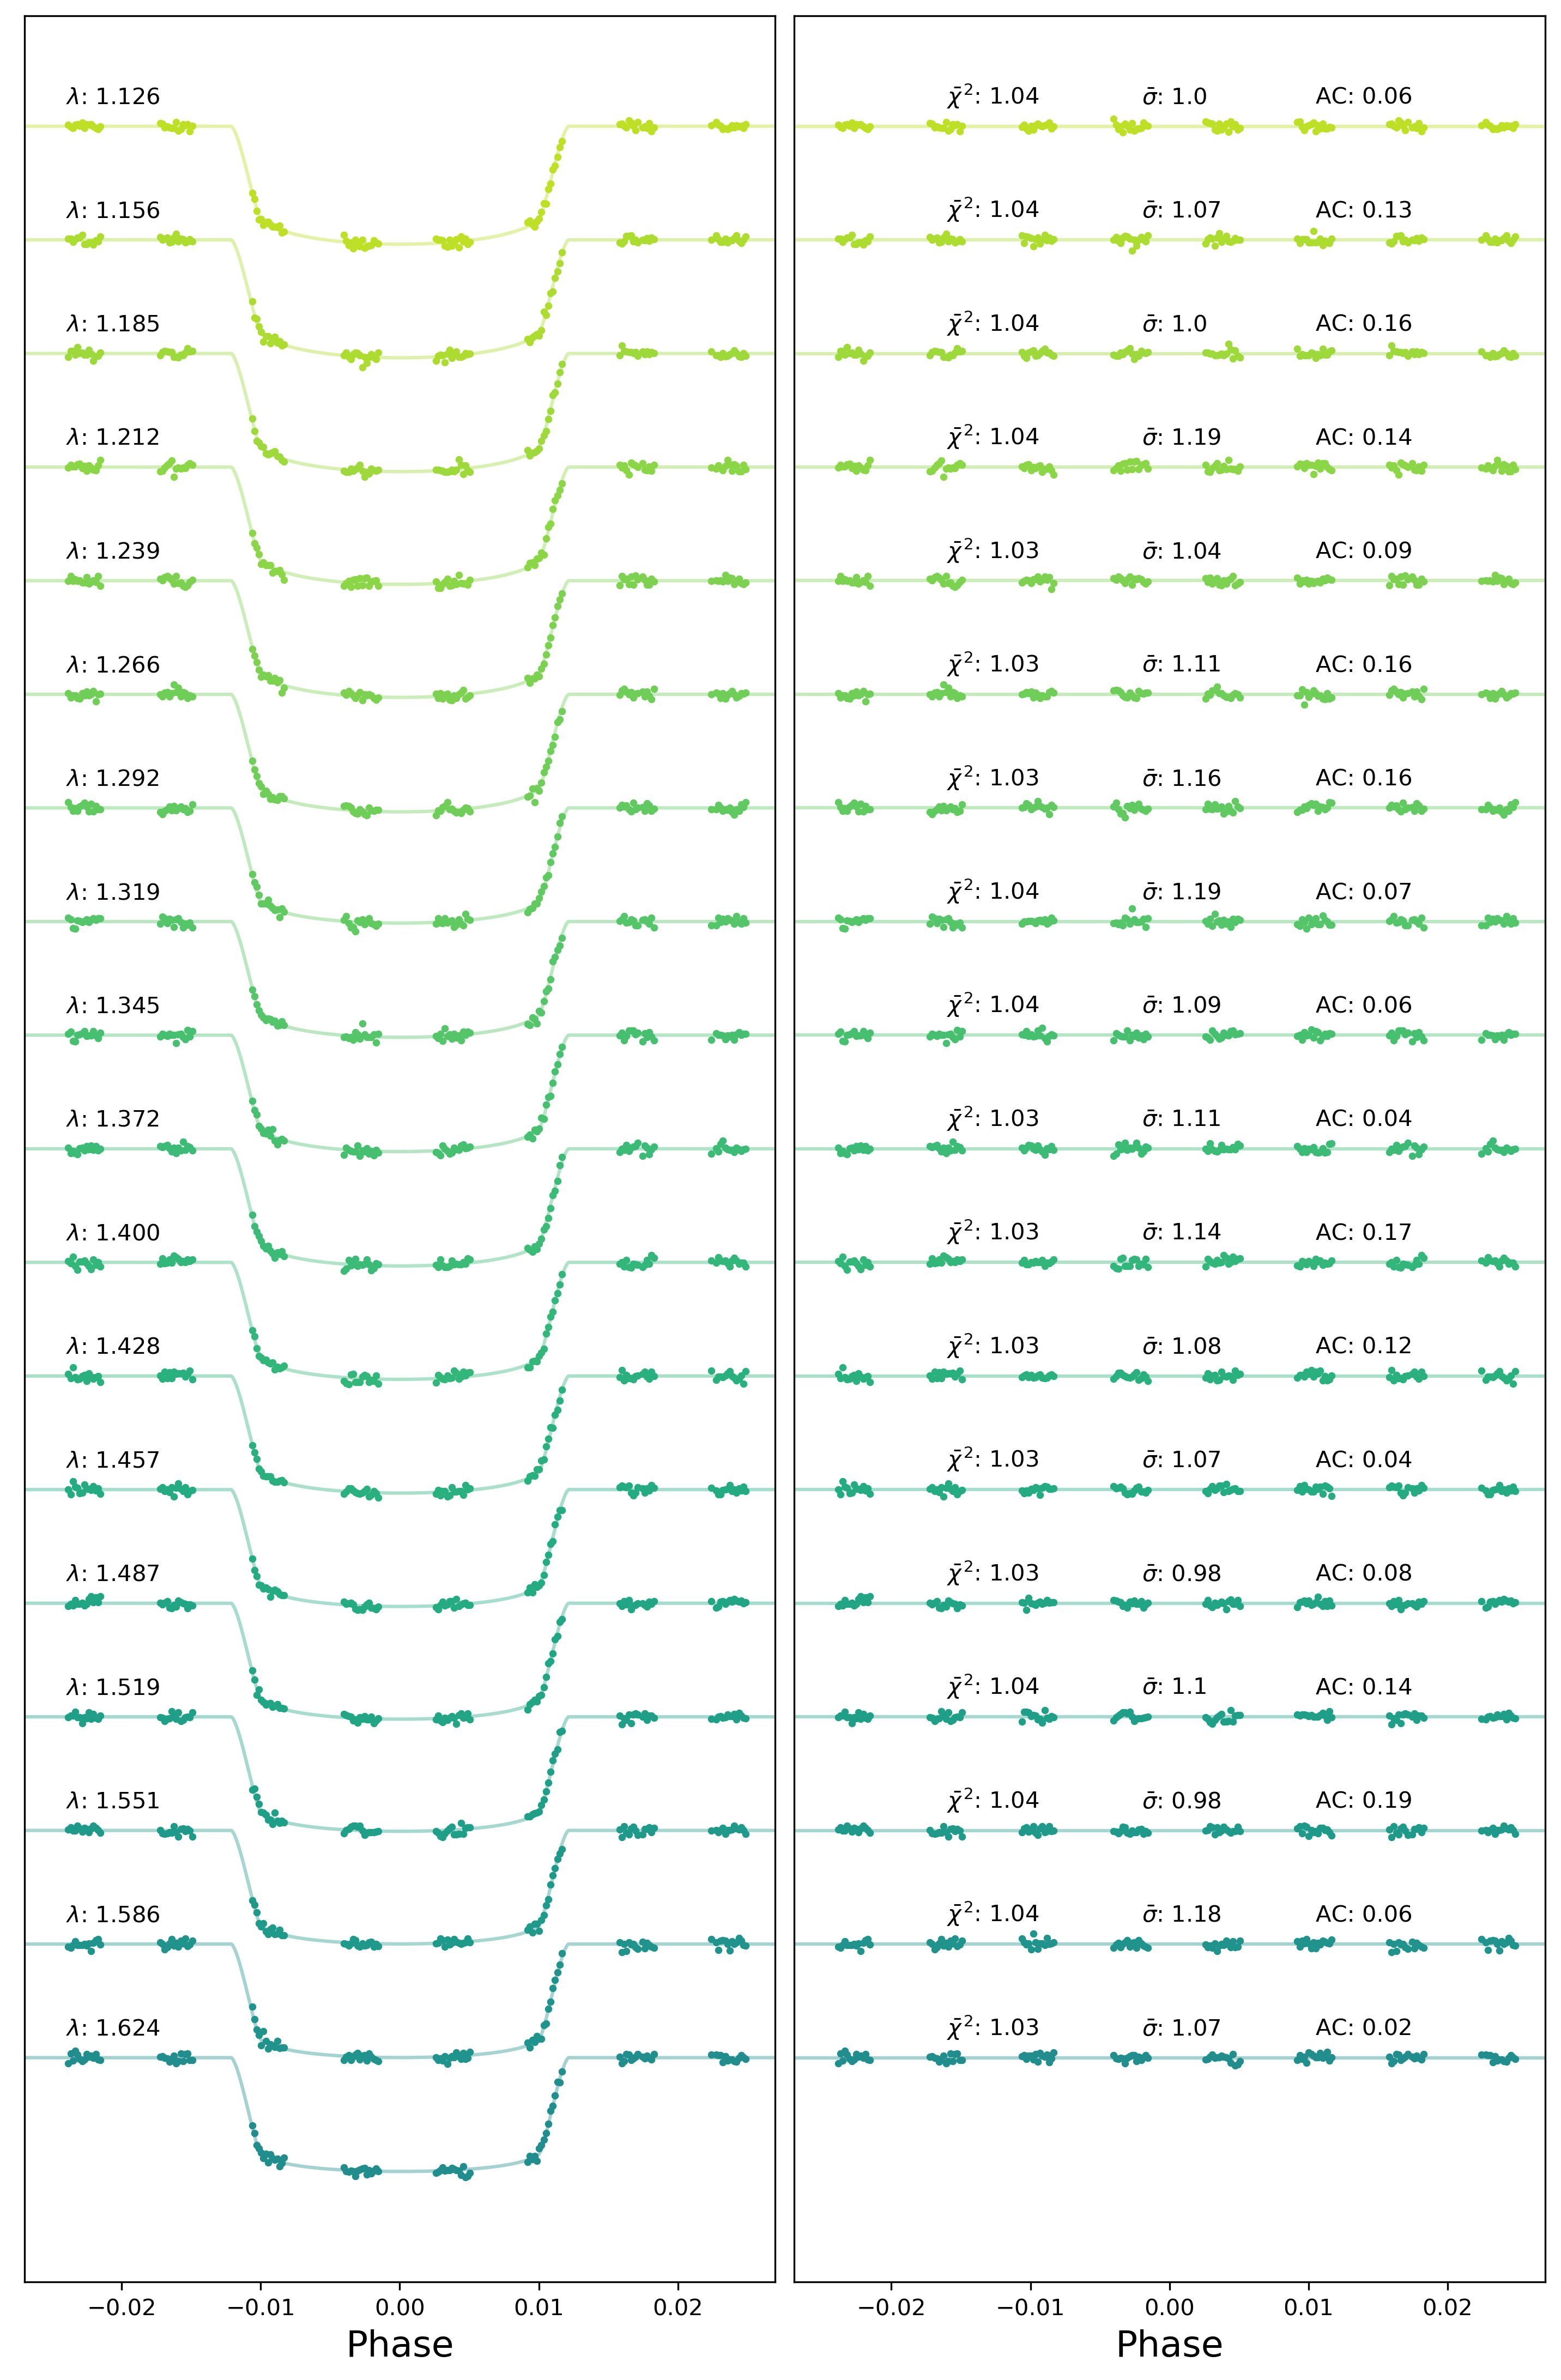 λ: 1.126 χ̄²: 1.04 σ̄: 1.0 AC: 0.06
λ: 1.156 χ̄²: 1.04 σ̄: 1.07 AC: 0.13
λ: 1.185 χ̄²: 1.04 σ̄: 1.0 AC: 0.16
λ: 1.212 χ̄²: 1.04 σ̄: 1.19 AC: 0.14
λ: 1.239 χ̄²: 1.03 σ̄: 1.04 AC: 0.09
λ: 1.266 χ̄²: 1.03 σ̄: 1.11 AC: 0.16
λ: 1.292 χ̄²: 1.03 σ̄: 1.16 AC: 0.16
λ: 1.319 χ̄²: 1.04 σ̄: 1.19 AC: 0.07
λ: 1.345 χ̄²: 1.04 σ̄: 1.09 AC: 0.06
λ: 1.372 χ̄²: 1.03 σ̄: 1.11 AC: 0.04
λ: 1.400 χ̄²: 1.03 σ̄: 1.14 AC: 0.17
λ: 1.428 χ̄²: 1.03 σ̄: 1.08 AC: 0.12
λ: 1.457 χ̄²: 1.03 σ̄: 1.07 AC: 0.04
λ: 1.487 χ̄²: 1.03 σ̄: 0.98 AC: 0.08
λ: 1.519 χ̄²: 1.04 σ̄: 1.1 AC: 0.14
λ: 1.551 χ̄²: 1.04 σ̄: 0.98 AC: 0.19
λ: 1.586 χ̄²: 1.04 σ̄: 1.18 AC: 0.06
λ: 1.624 χ̄²: 1.03 σ̄: 1.07 AC: 0.02
−0.02 −0.01 0.00 0.01 0.02 −0.02 −0.01 0.00 0.01 0.02
Phase Phase